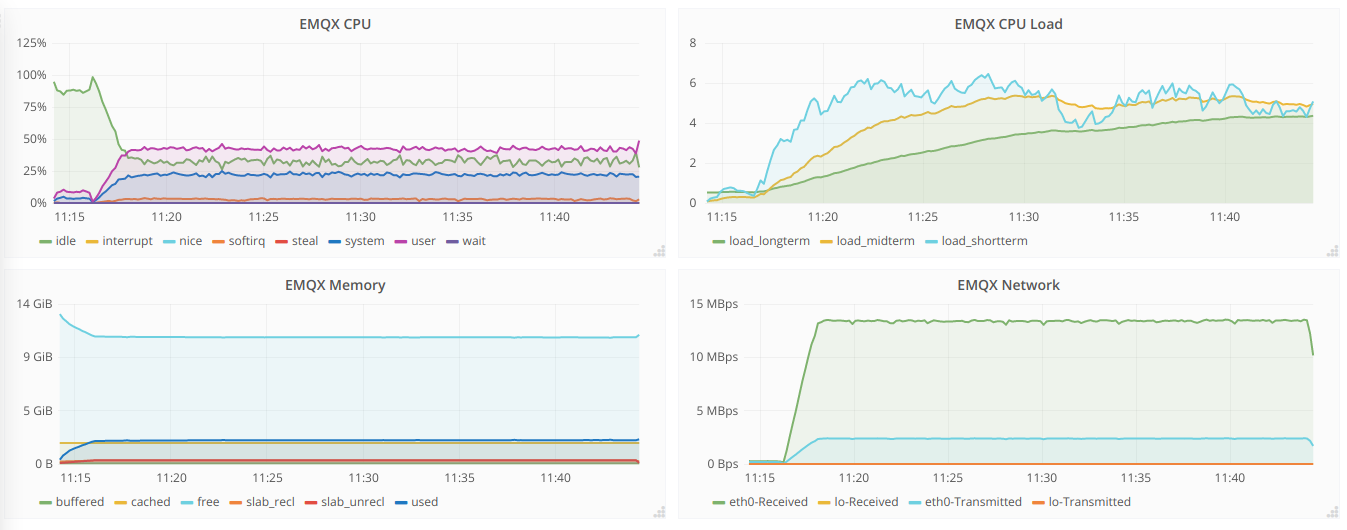 EMQX CPU
125%
100%
75%
50%
25%
0%
11:15 11:20 11:25 11:30 11:35 11:40
idle interrupt nice softirq steal system user wait
EMQX CPU Load
8
6
4
2
0
11:15 11:20 11:25 11:30 11:35 11:40
load_longterm load_midterm load_shortterm
EMQX Memory
14 GiB
9 GiB
5 GiB
0 B
11:15 11:20 11:25 11:30 11:35 11:40
buffered cached free slab_recl slab_unrecl used
EMQX Network
15 MBps
10 MBps
5 MBps
0 Bps
11:15 11:20 11:25 11:30 11:35 11:40
eth0-Received lo-Received eth0-Transmitted lo-Transmitted